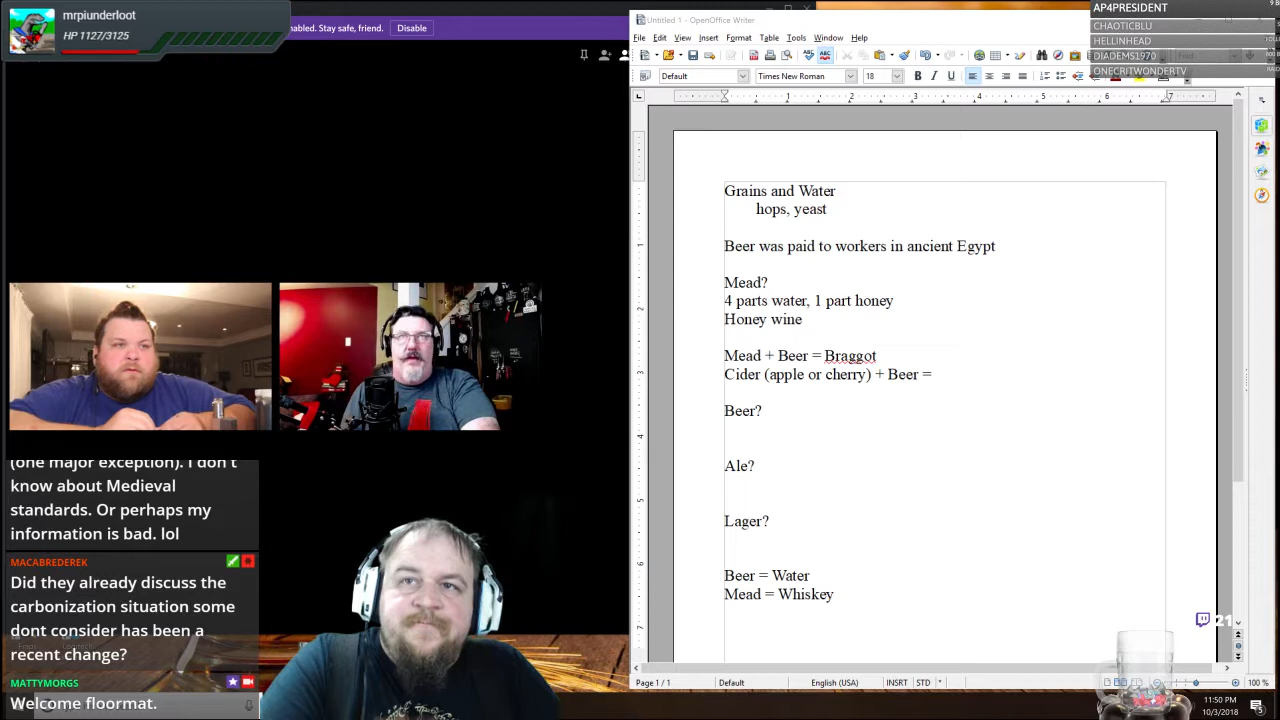 mrpiunderloot
HP 1127/3125
nabled. Stay safe, friend.
Disable
Untitled 1 - OpenOffice Writer
File Edit View Insert Format Table Tools Window Help
Default
Times New Roman
18
AP4PRESIDENT
CHAOTICBLU
HELLINHEAD
DIADEMS1970
ONECRITWONDERTV
Grains and Water
hops, yeast
Beer was paid to workers in ancient Egypt
Mead?
4 parts water, 1 part honey
Honey wine
Mead + Beer = Braggot
Cider (apple or cherry) + Beer =
Beer?
Ale?
Lager?
Beer = Water
Mead = Whiskey
(one major exception). I don't
know about Medieval
standards. Or perhaps my
information is bad. lol
MACABREDEREK
Did they already discuss the
carbonization situation some
dont consider has been a
recent change?
MATTYMORGS
Welcome floormat.
21
Page 1 / 1
Default
English (USA)
INSRT
STD
*
100 %
11:50 PM
10/3/2018